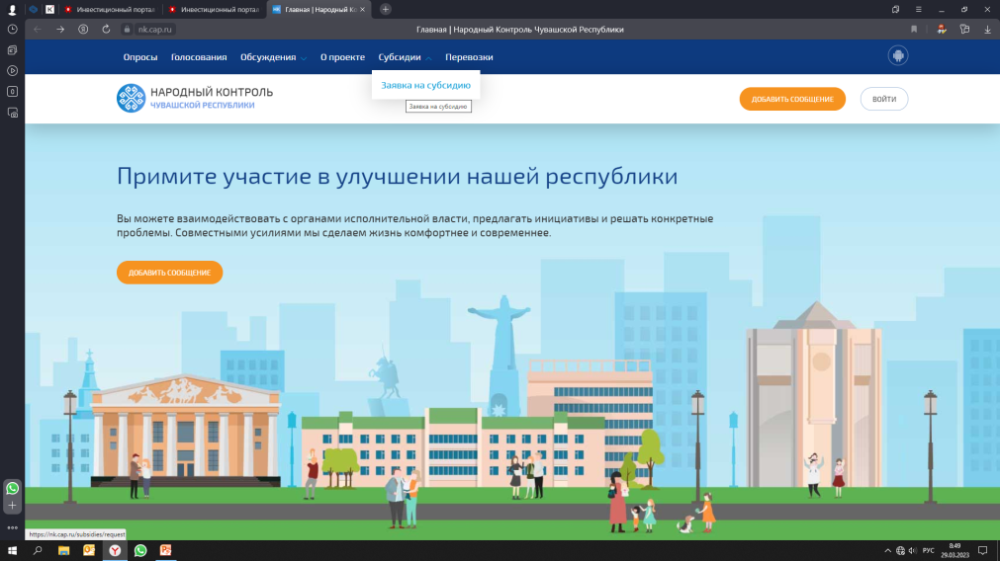 Инвестиционный портал
Инвестиционный портал
Главная | Народный Ко
nk.cap.ru
Главная | Народный Контроль Чувашской Республики
Опросы Голосования Обсуждения О проекте Субсидии Перевозки
Заявка на субсидию
Заявка на субсидию
НАРОДНЫЙ КОНТРОЛЬ
ЧУВАШСКОЙ РЕСПУБЛИКИ
ДОБАВИТЬ СООБЩЕНИЕ
ВОЙТИ
Примите участие в улучшении нашей республики
Вы можете взаимодействовать с органами исполнительной власти, предлагать инициативы и решать конкретные
проблемы. Совместными усилиями мы сделаем жизнь комфортнее и современнее.
ДОБАВИТЬ СООБЩЕНИЕ
https://nk.cap.ru/subsidies/request
РУС
8:49
29.03.2023